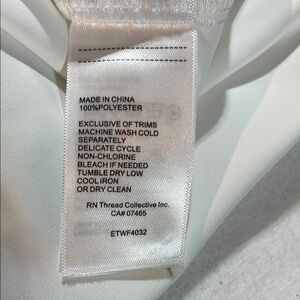 MADE IN CHINA
100%POLYESTER
EXCLUSIVE OF TRIMS
MACHINE WASH COLD
SEPARATELY
DELICATE CYCLE
NON-CHLORINE
BLEACH IF NEEDED
TUMBLE DRY LOW
COOL IRON
OR DRY CLEAN
RN Thread Collective Inc.
CA# 07465
ETWF4032